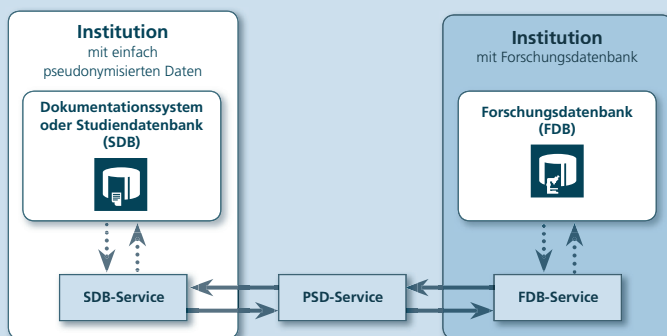 Institution
mit einfach
pseudonymisierten Daten
Dokumentationssystem
oder Studiendatenbank
(SDB)
Institution
mit Forschungsdatenbank
Forschungsdatenbank
(FDB)
SDB-Service
PSD-Service
FDB-Service